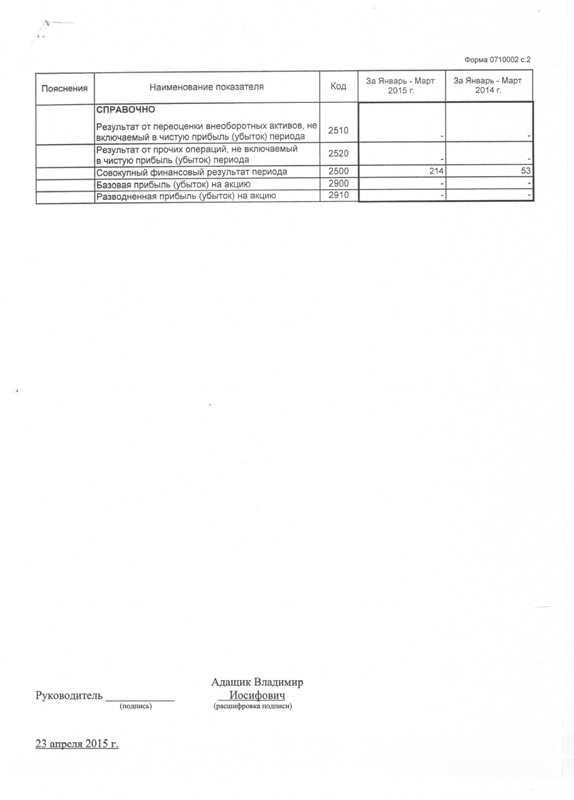 Форма 0710002 с.2
Пояснения Наименование показателя Код За Январь - Март 2015 г. За Январь - Март 2014 г.
СПРАВОЧНО
Результат от переоценки внеоборотных активов, не
включаемый в чистую прибыль (убыток) периода 2510 - -
Результат от прочих операций, не включаемый
в чистую прибыль (убыток) периода 2520 - -
Совокупный финансовый результат периода 2500 214 53
Базовая прибыль (убыток) на акцию 2900 - -
Разводненная прибыль (убыток) на акцию 2910 - -
Адащик Владимир
Руководитель ____________ Иосифович
(подпись) (расшифровка подписи)
23 апреля 2015 г.